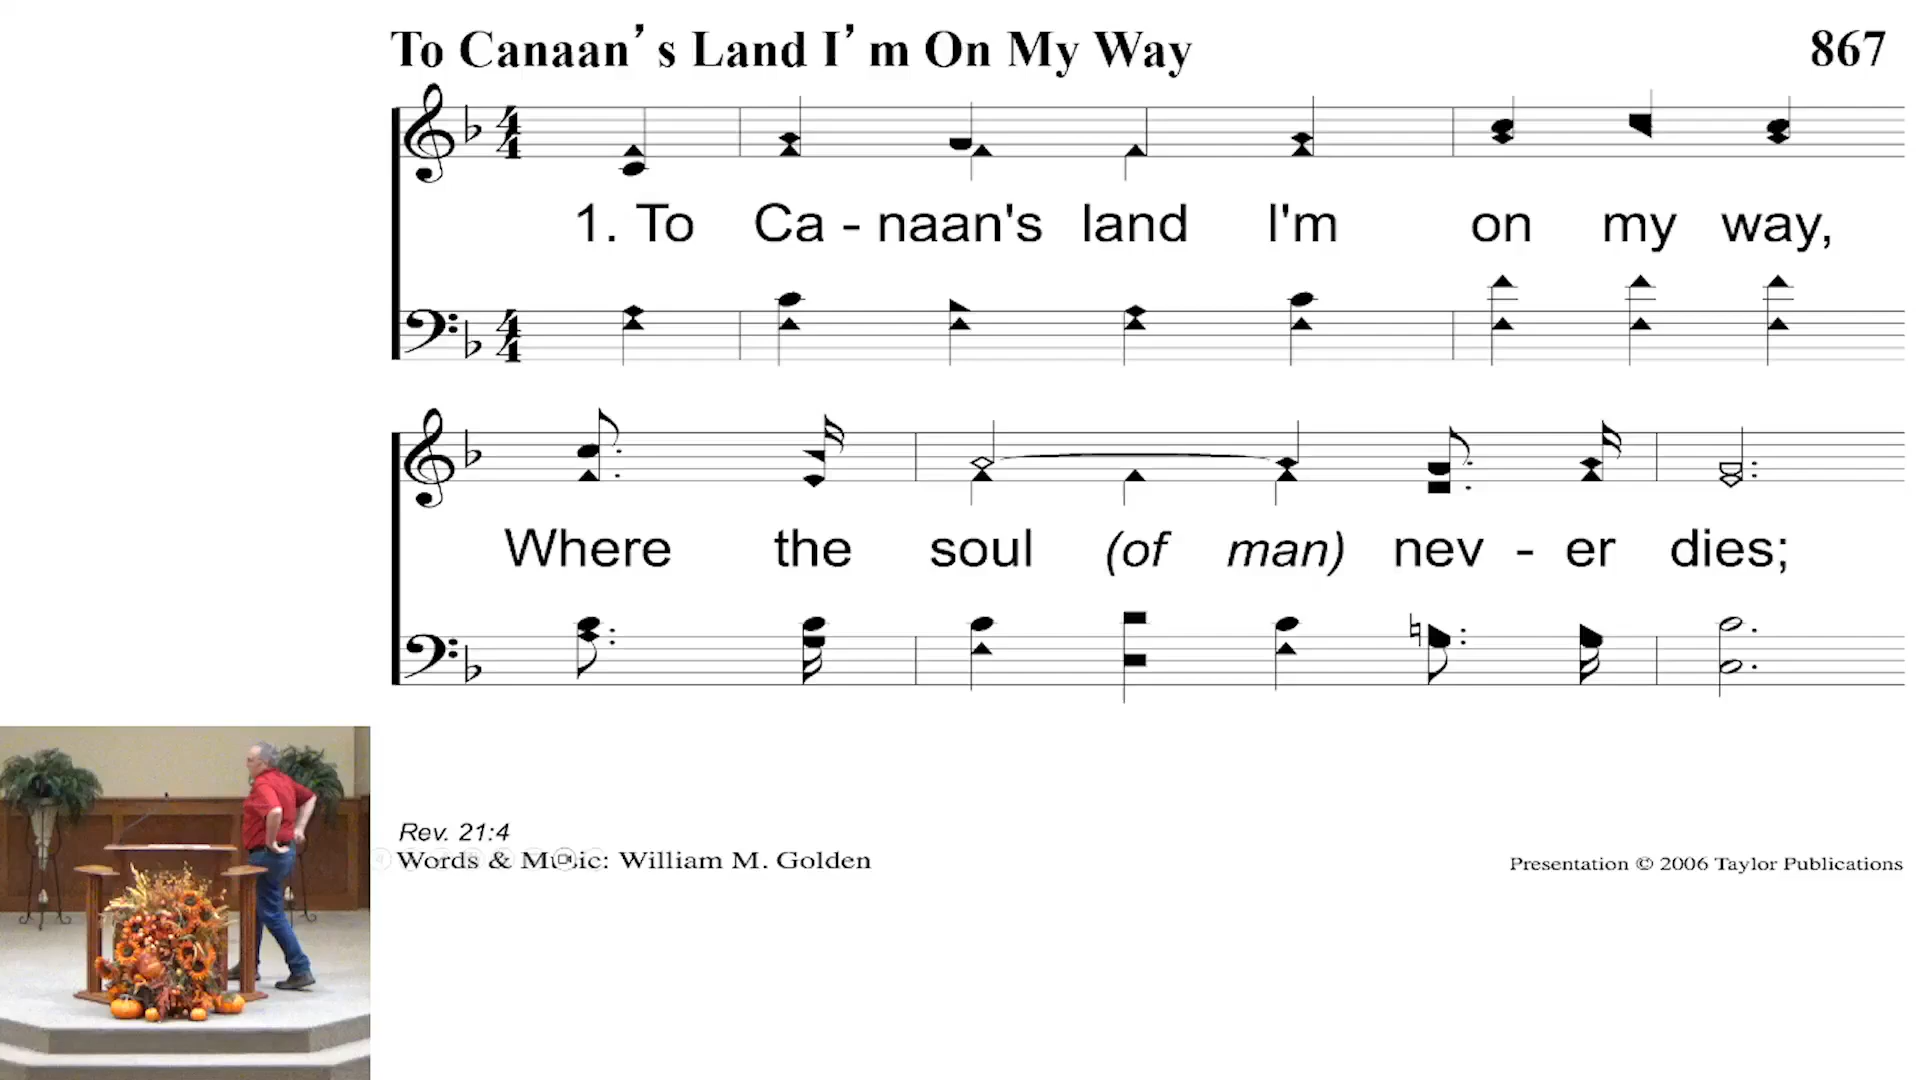 To Canaan’s Land I’m On My Way 867
1. To Ca - naan's land I'm on my way,
Where the soul (of man) nev - er dies;
Rev. 21:4
Words & Music: William M. Golden
Presentation © 2006 Taylor Publications